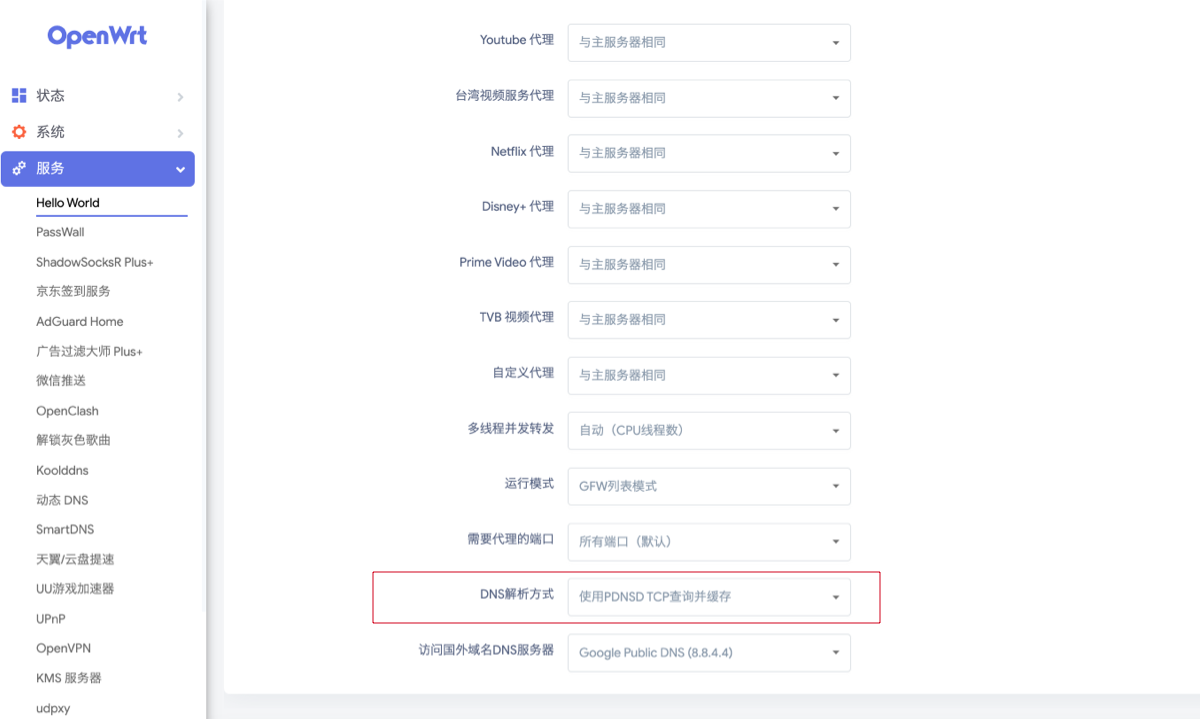 OpenWrt
状态
系统
服务
Hello World
PassWall
ShadowSocksR Plus+
京东签到服务
AdGuard Home
广告过滤大师 Plus+
微信推送
OpenClash
解锁灰色歌曲
Koolddns
动态 DNS
SmartDNS
天翼/云盘提速
UU游戏加速器
UPnP
OpenVPN
KMS 服务器
udpxy
Youtube 代理 与主服务器相同
台湾视频服务代理 与主服务器相同
Netflix 代理 与主服务器相同
Disney+ 代理 与主服务器相同
Prime Video 代理 与主服务器相同
TVB 视频代理 与主服务器相同
自定义代理 与主服务器相同
多线程并发转发 自动（CPU线程数）
运行模式 GFW列表模式
需要代理的端口 所有端口（默认）
DNS解析方式 使用PDNSD TCP查询并缓存
访问国外域名DNS服务器 Google Public DNS (8.8.4.4)